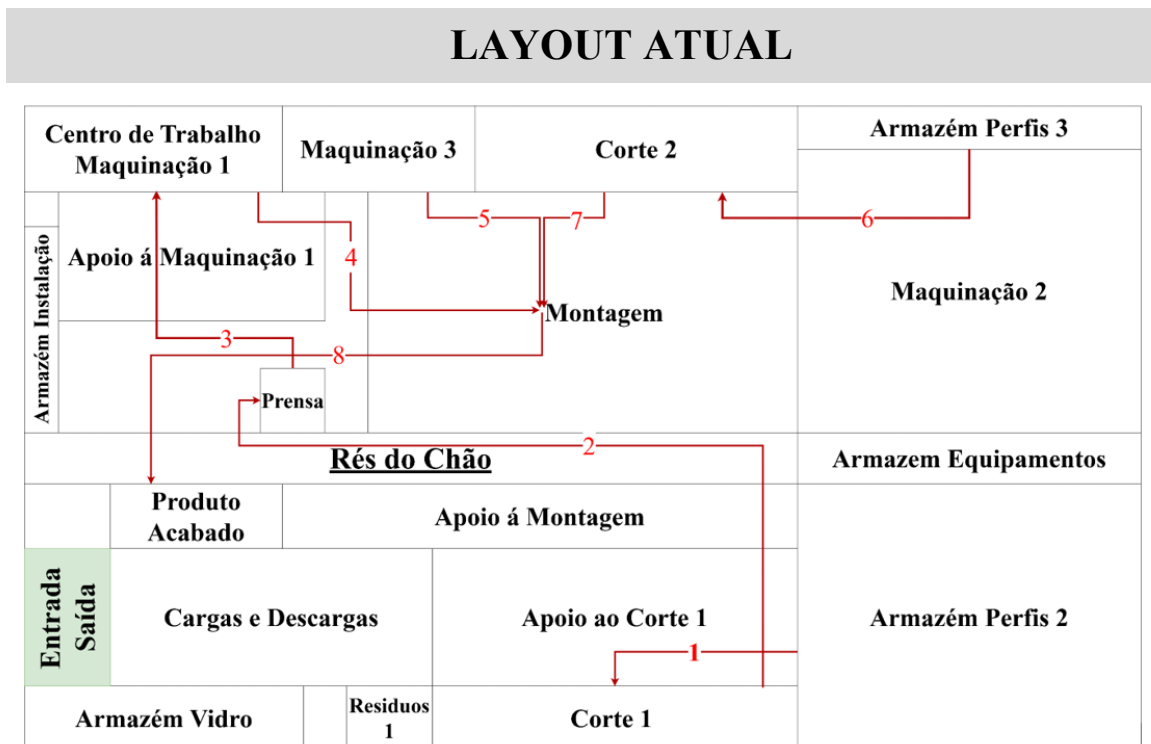 LAYOUT ATUAL
Centro de Trabalho
Maquinação 1
Maquinação 3
Corte 2
Armazém Perfis 3
5
7
6
Armazém Instalação
Apoio á Maquinação 1
4
Maquinação 2
Montagem
3
8
Prensa
2
Rés do Chão
Armazem Equipamentos
Produto
Acabado
Apoio á Montagem
Entrada
Saída
Cargas e Descargas
Apoio ao Corte 1
Armazém Perfis 2
1
Armazém Vidro
Residuos
1
Corte 1